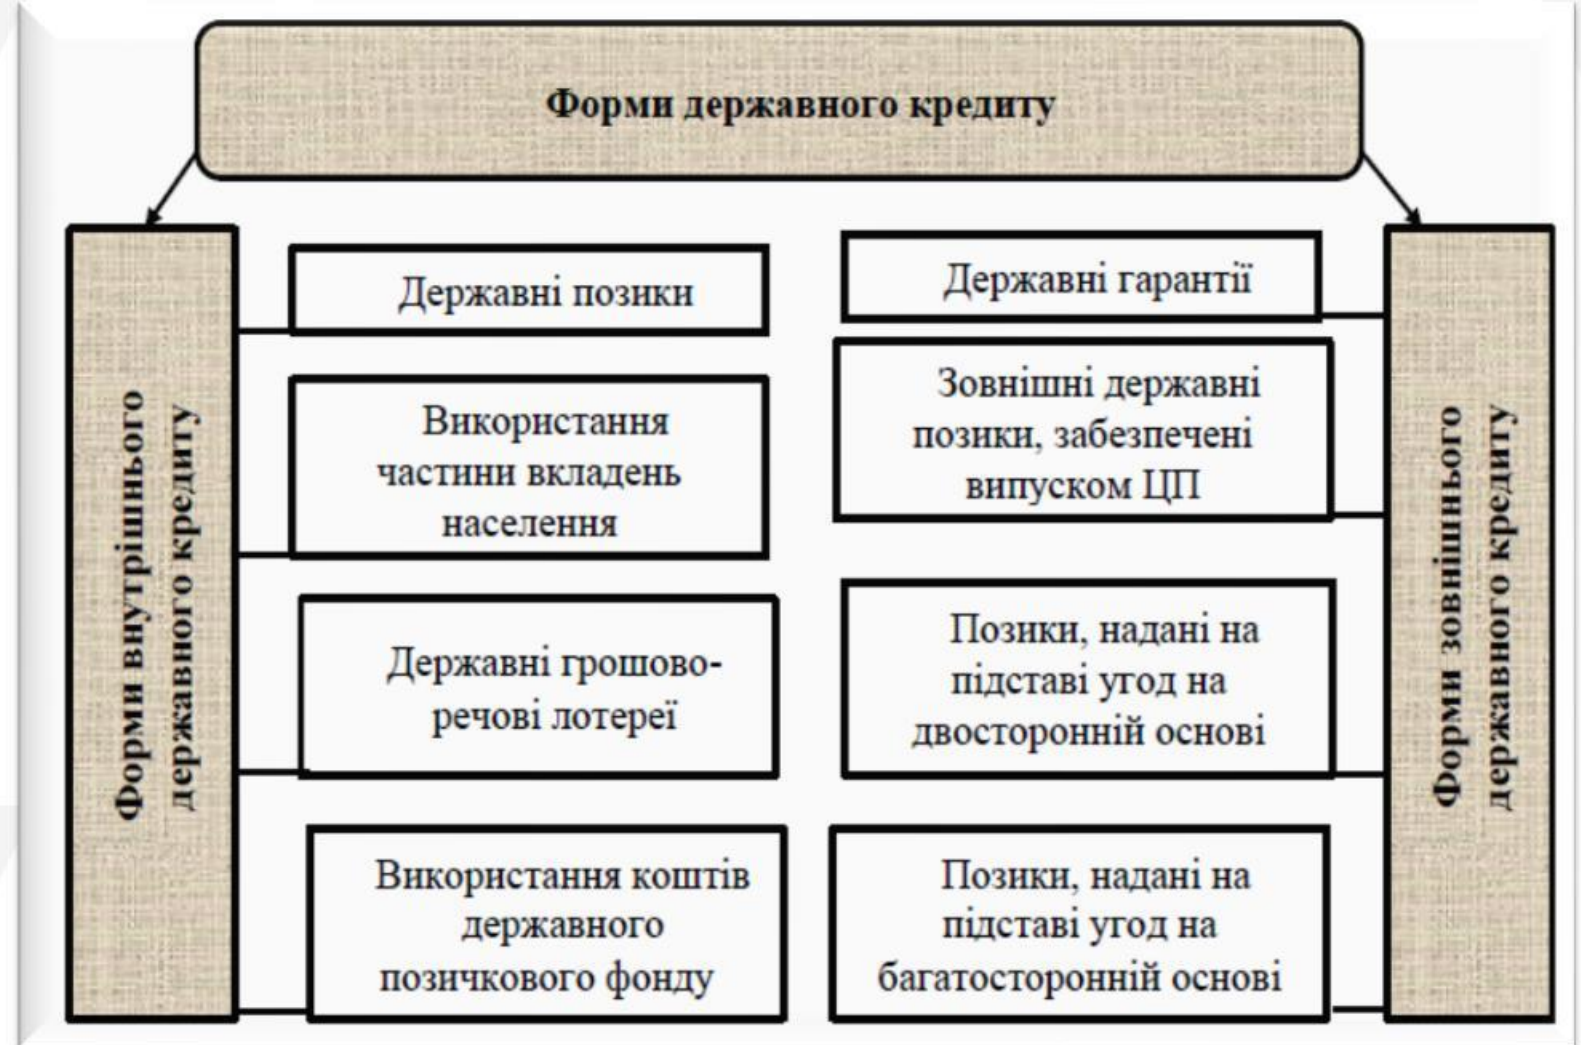 Форми державного кредиту
Форми внутрішнього
державного кредиту
Державні позики
Використання
частини вкладень
населення
Державні грошово-
речові лотереї
Використання коштів
державного
позичкового фонду
Державні гарантії
Зовнішні державні
позики, забезпечені
випуском ЦП
Позики, надані на
підставі угод на
двосторонній основі
Позики, надані на
підставі угод на
багатосторонній основі
Форми зовнішнього
державного кредиту